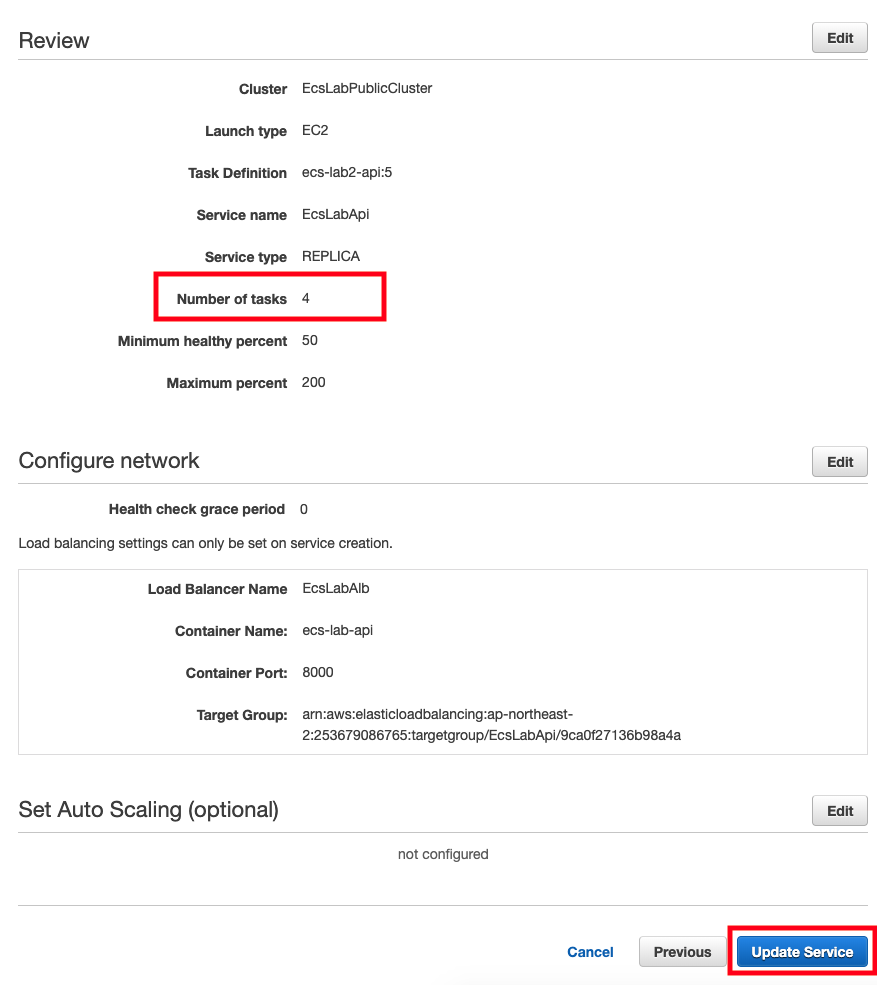 Review
Edit
Cluster EcsLabPublicCluster
Launch type EC2
Task Definition ecs-lab2-api:5
Service name EcsLabApi
Service type REPLICA
Number of tasks 4
Minimum healthy percent 50
Maximum percent 200
Configure network
Edit
Health check grace period 0
Load balancing settings can only be set on service creation.
Load Balancer Name EcsLabAlb
Container Name: ecs-lab-api
Container Port: 8000
Target Group: arn:aws:elasticloadbalancing:ap-northeast-
2:253679086765:targetgroup/EcsLabApi/9ca0f27136b98a4a
Set Auto Scaling (optional)
Edit
not configured
Cancel Previous Update Service